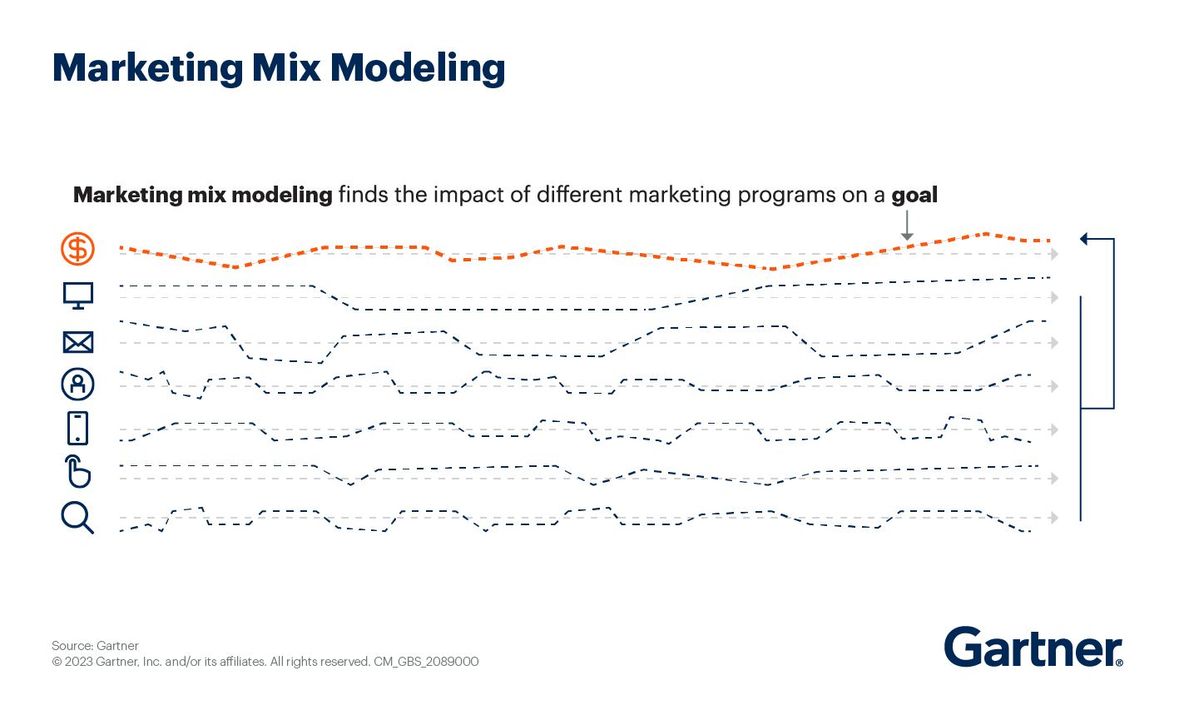 Marketing Mix Modeling
Marketing mix modeling finds the impact of different marketing programs on a goal
$
Source: Gartner
© 2023 Gartner, Inc. and/or its affiliates. All rights reserved. CM_GBS_2089000
Gartner®